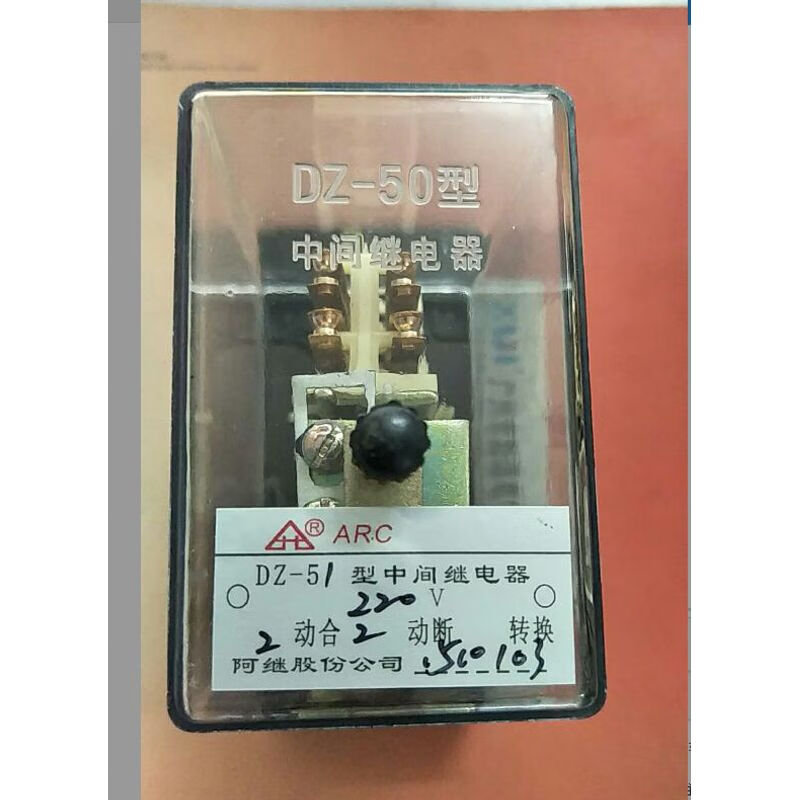 DZ-50型
中间继电器
® ARC
DZ-51 型中间继电器
220 V
2 动合 2 动断 转换
阿继股份公司 510103